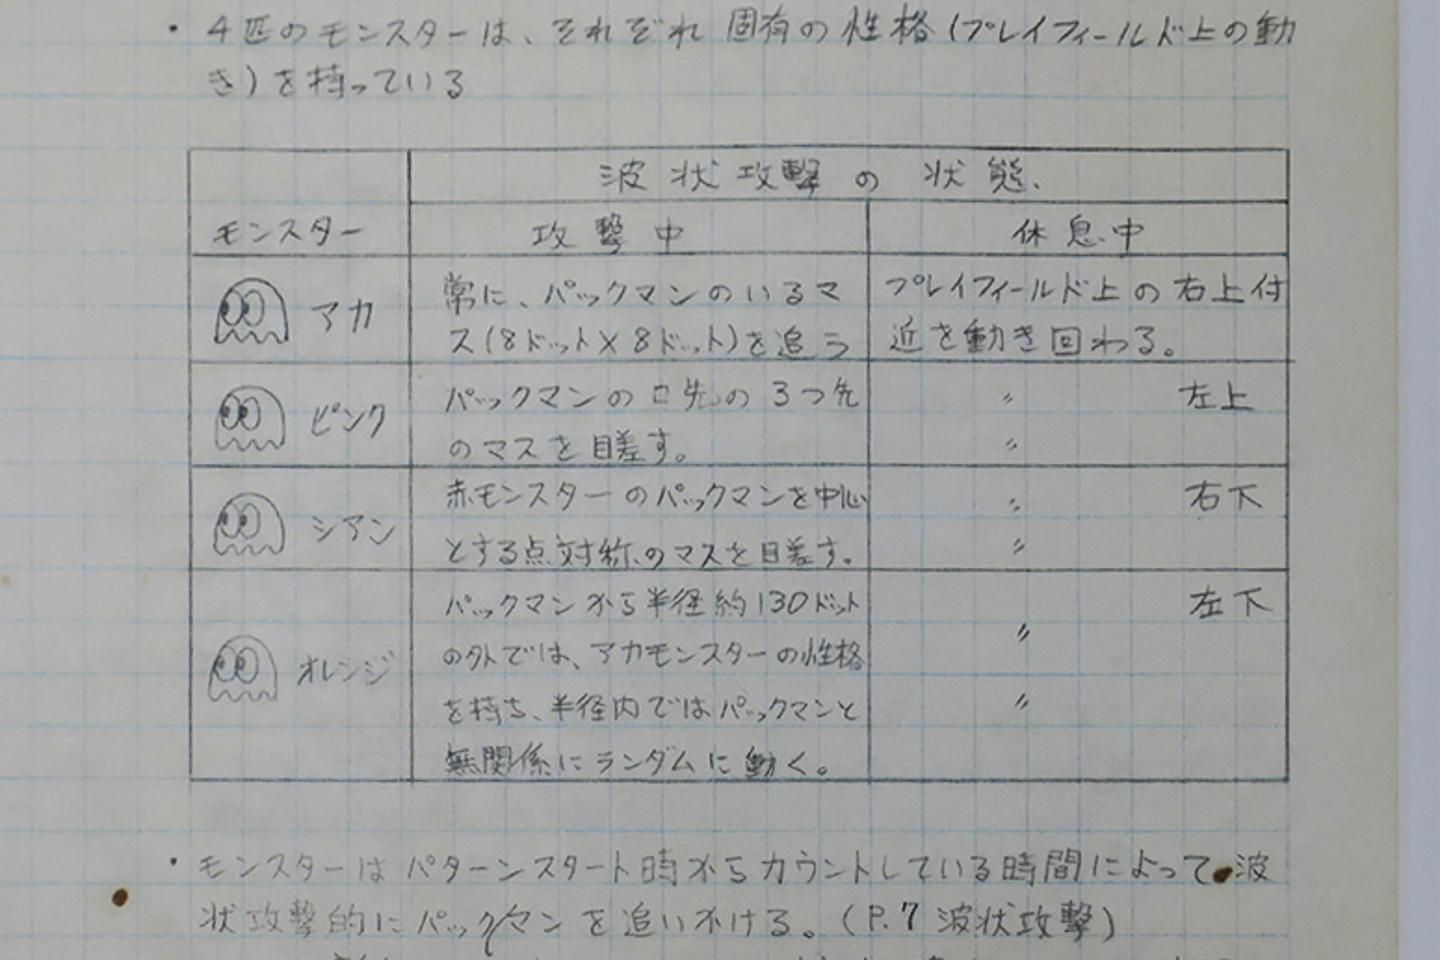 ・4匹のモンスターは、それぞれ固有の性格(プレイフィールド上の動
き)を持っている
波状攻撃の状態
モンスター 攻撃中 休息中
アカ
常に、パックマンのいるマ
ス(8ドット×8ドット)を追う
プレイフィールド上の右上付
近を動き回わる。
ピンク
パックマンの口先の3つ先
のマスを目差す。
〃 左上
〃
シアン
赤モンスターのパックマンを中心
とする点対称のマスを目差す。
〃 右下
〃
オレンジ
パックマンから半径約130ドット
の外では、アカモンスターの性格
を持ち、半径内ではパックマンと
無関係にランダムに動く。
〃 左下
〃
・モンスターはパターンスタート時からカウントしている時間によって波
状攻撃的にパックマンを追いかける。(P.7 波状攻撃)